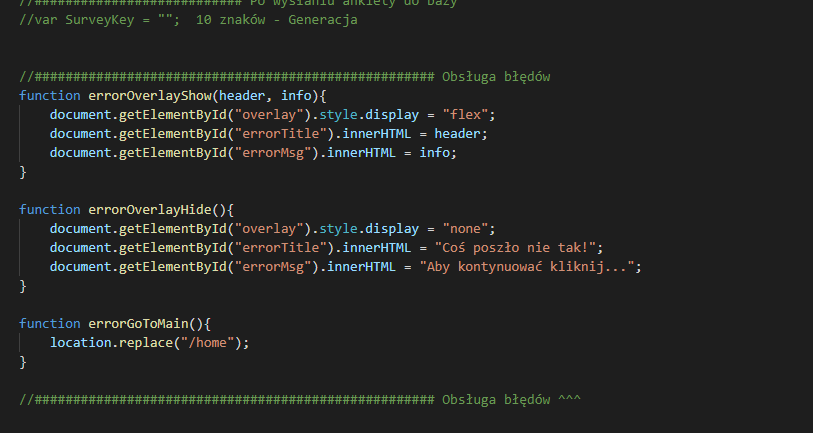 //########################### Po wysłaniu ankiety do bazy
//var SurveyKey = "";  10 znaków - Generacja
//#################################################### Obsługa błędów
function errorOverlayShow(header, info){
    document.getElementById("overlay").style.display = "flex";
    document.getElementById("errorTitle").innerHTML = header;
    document.getElementById("errorMsg").innerHTML = info;
}
function errorOverlayHide(){
    document.getElementById("overlay").style.display = "none";
    document.getElementById("errorTitle").innerHTML = "Coś poszło nie tak!";
    document.getElementById("errorMsg").innerHTML = "Aby kontynuować kliknij...";
}
function errorGoToMain(){
    location.replace("/home");
}
//#################################################### Obsługa błędów ^^^